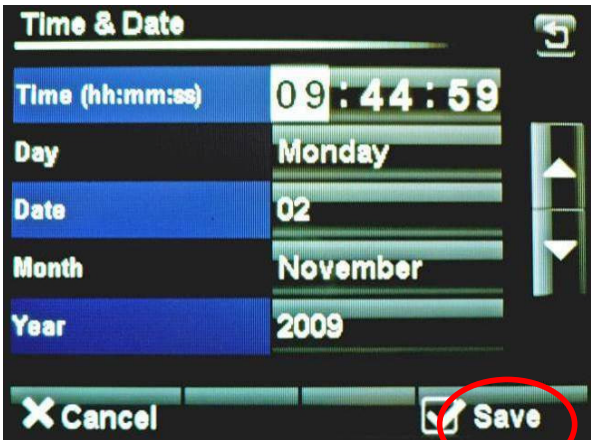 Time & Date
Time (hh:mm:ss) 09:44:59
Day Monday
Date 02
Month November
Year 2009
Cancel Save